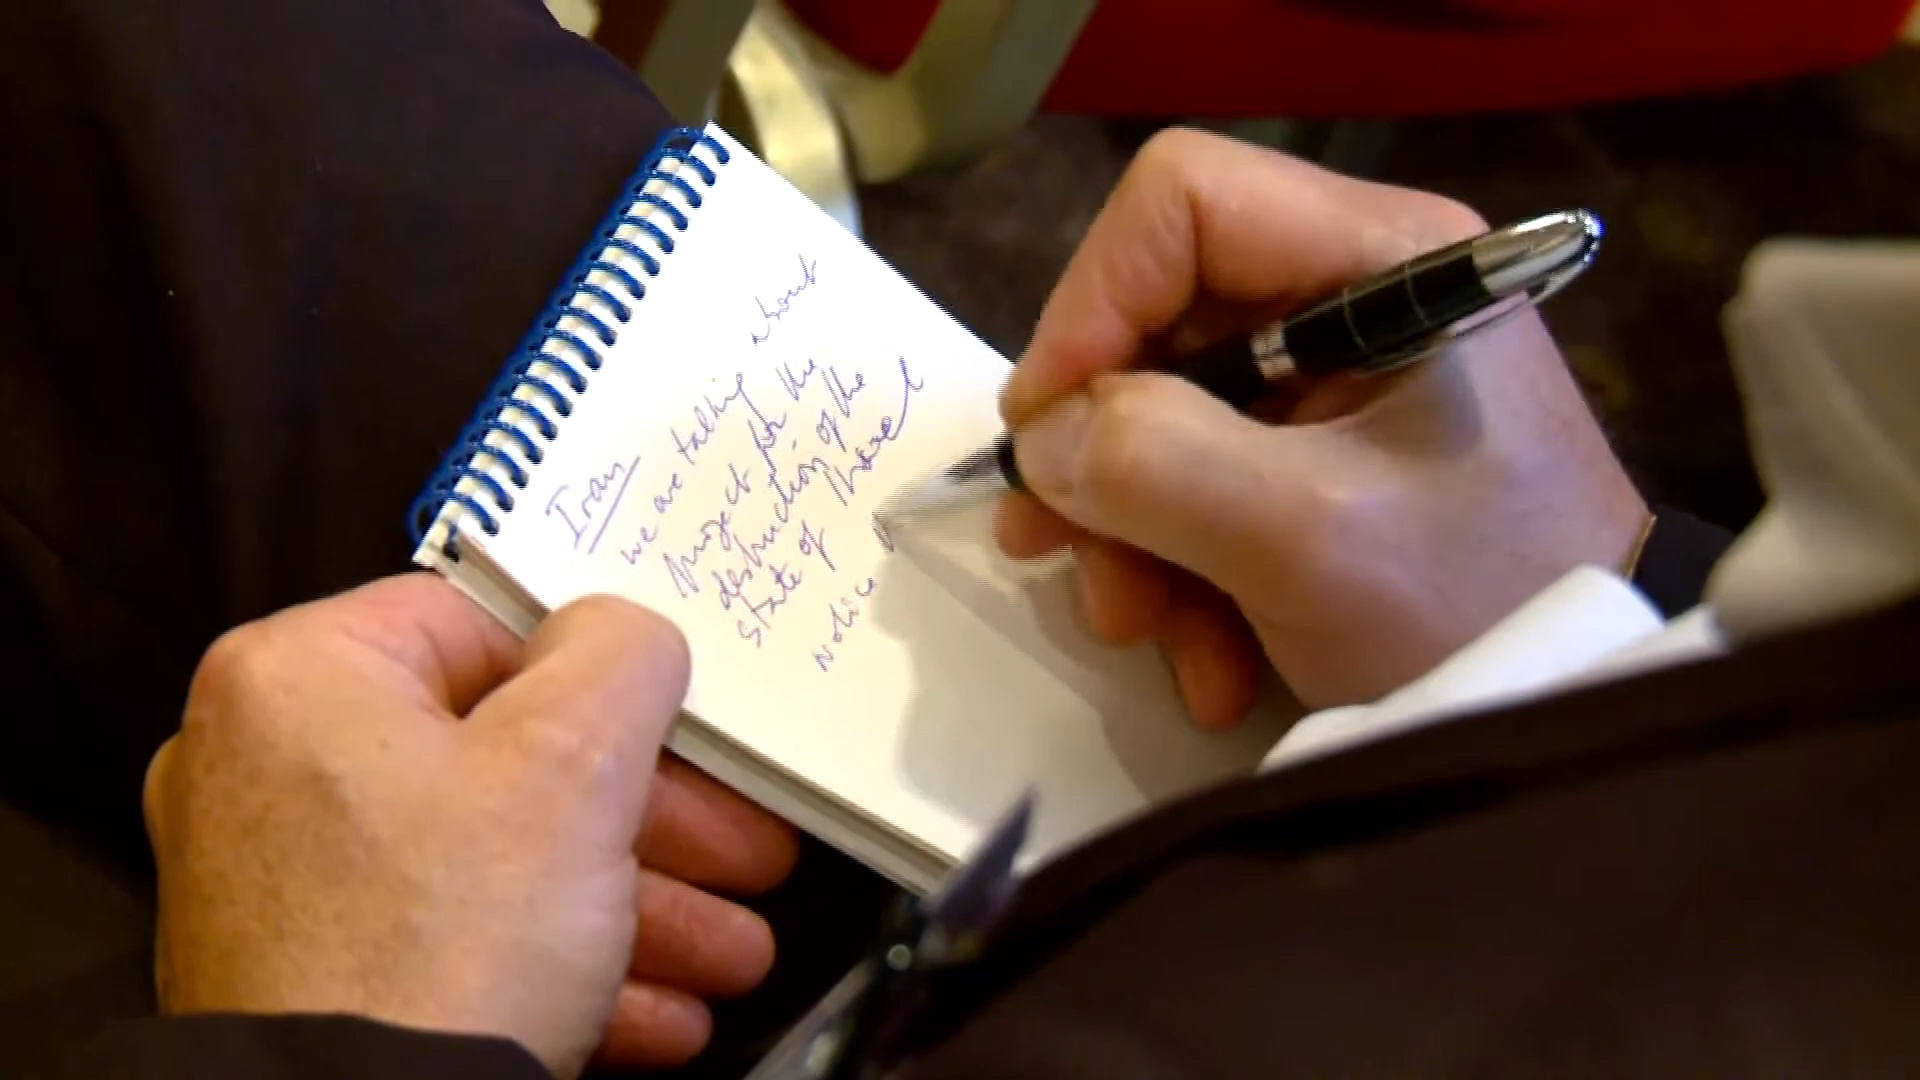 Iran
we are talking about
project for the
destruction of the
state of Israel
Notice